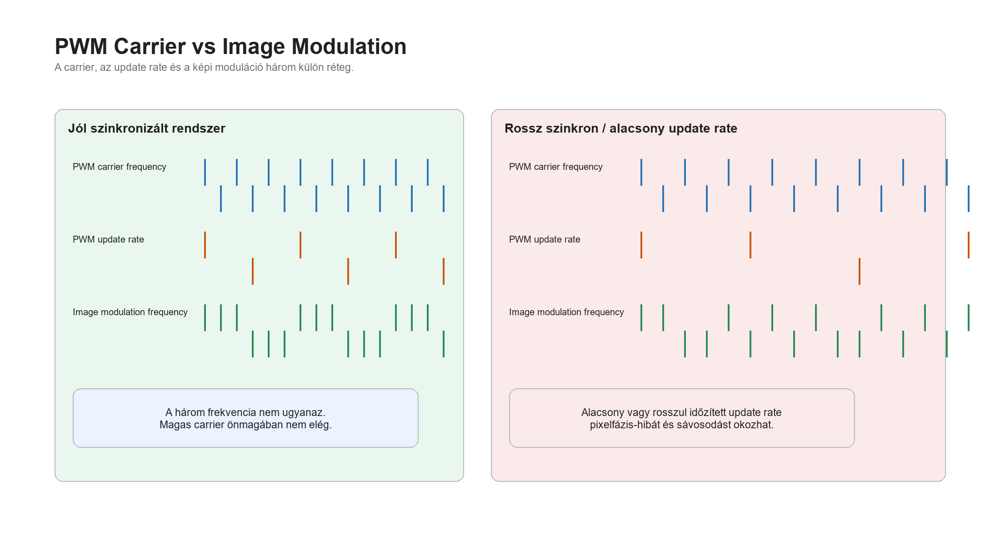 PWM Carrier vs Image Modulation
A carrier, az update rate és a képi moduláció három külön réteg.
Jól szinkronizált rendszer
PWM carrier frequency
PWM update rate
Image modulation frequency
A három frekvencia nem ugyanaz.
Magas carrier önmagában nem elég.
Rossz szinkron / alacsony update rate
PWM carrier frequency
PWM update rate
Image modulation frequency
Alacsony vagy rosszul időzített update rate
pixelfázis-hibát és sávosodást okozhat.